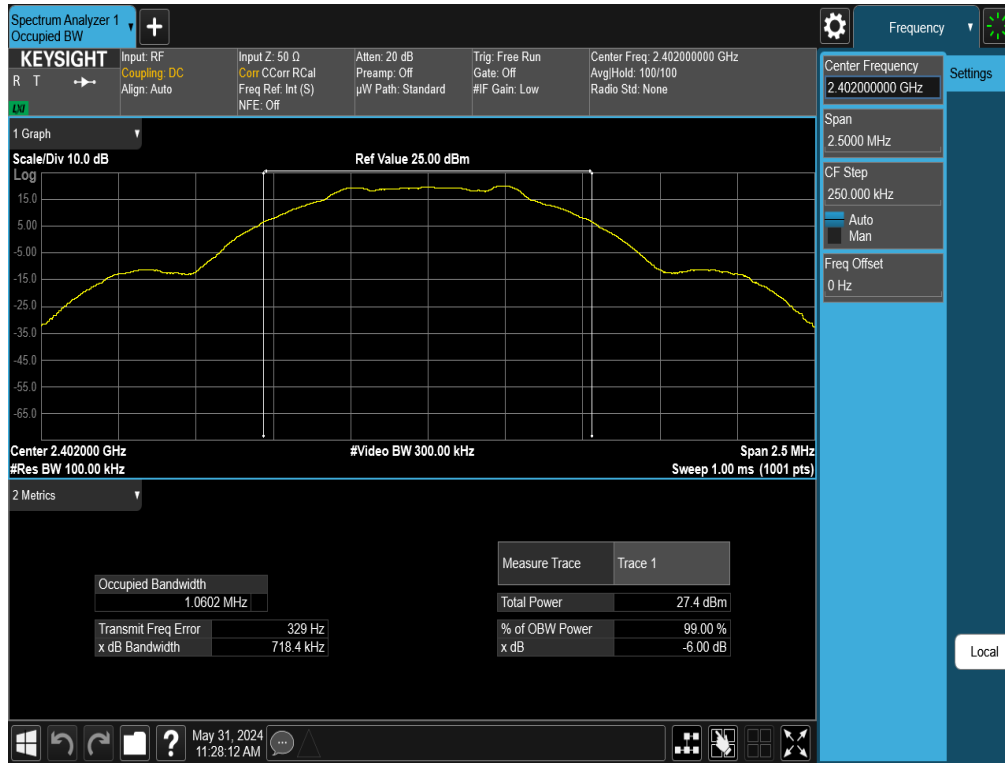 Spectrum Analyzer 1
Occupied BW
+
Frequency
KEYSIGHT
R T
LXI
Input: RF
Coupling: DC
Align: Auto
Input Z: 50 Ω
Corr CCorr RCal
Freq Ref: Int (S)
NFE: Off
Atten: 20 dB
Preamp: Off
µW Path: Standard
Trig: Free Run
Gate: Off
#IF Gain: Low
Center Freq: 2.402000000 GHz
Avg|Hold: 100/100
Radio Std: None
Center Frequency
2.402000000 GHz
Settings
Span
2.5000 MHz
CF Step
250.000 kHz
Auto
Man
Freq Offset
0 Hz
Local
1 Graph
Scale/Div 10.0 dB
Ref Value 25.00 dBm
Log
15.0
5.00
-5.00
-15.0
-25.0
-35.0
-45.0
-55.0
-65.0
Center 2.402000 GHz
#Video BW 300.00 kHz
Span 2.5 MHz
#Res BW 100.00 kHz
Sweep 1.00 ms (1001 pts)
2 Metrics
Measure Trace Trace 1
Occupied Bandwidth
1.0602 MHz
Total Power 27.4 dBm
Transmit Freq Error 329 Hz
% of OBW Power 99.00 %
x dB Bandwidth 718.4 kHz
x dB -6.00 dB
?
May 31, 2024
11:28:12 AM